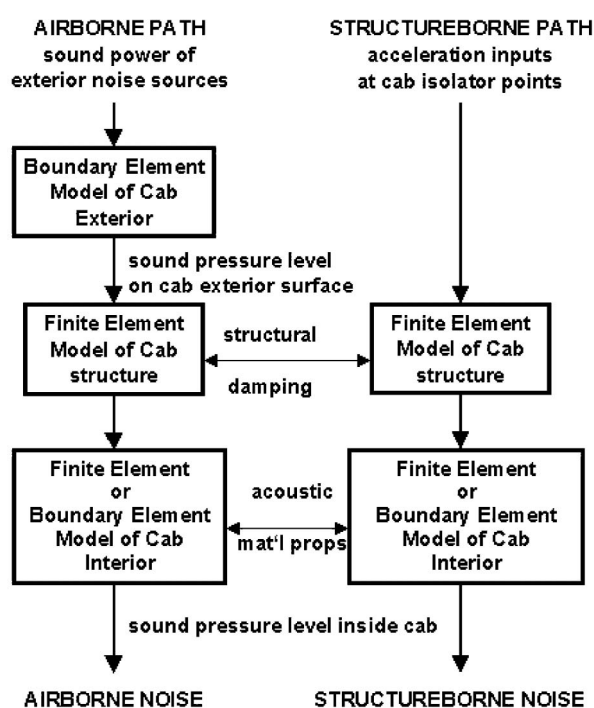 AIRBORNE PATH
sound power of
exterior noise sources
STRUCTUREBORNE PATH
acceleration inputs
at cab isolator points
Boundary Element
Model of Cab
Exterior
sound pressure level
on cab exterior surface
Finite Element
Model of Cab
structure
structural
damping
Finite Element
Model of Cab
structure
Finite Element
or
Boundary Element
Model of Cab
Interior
acoustic
mat'l props
Finite Element
or
Boundary Element
Model of Cab
Interior
sound pressure level inside cab
AIRBORNE NOISE
STRUCTUREBORNE NOISE